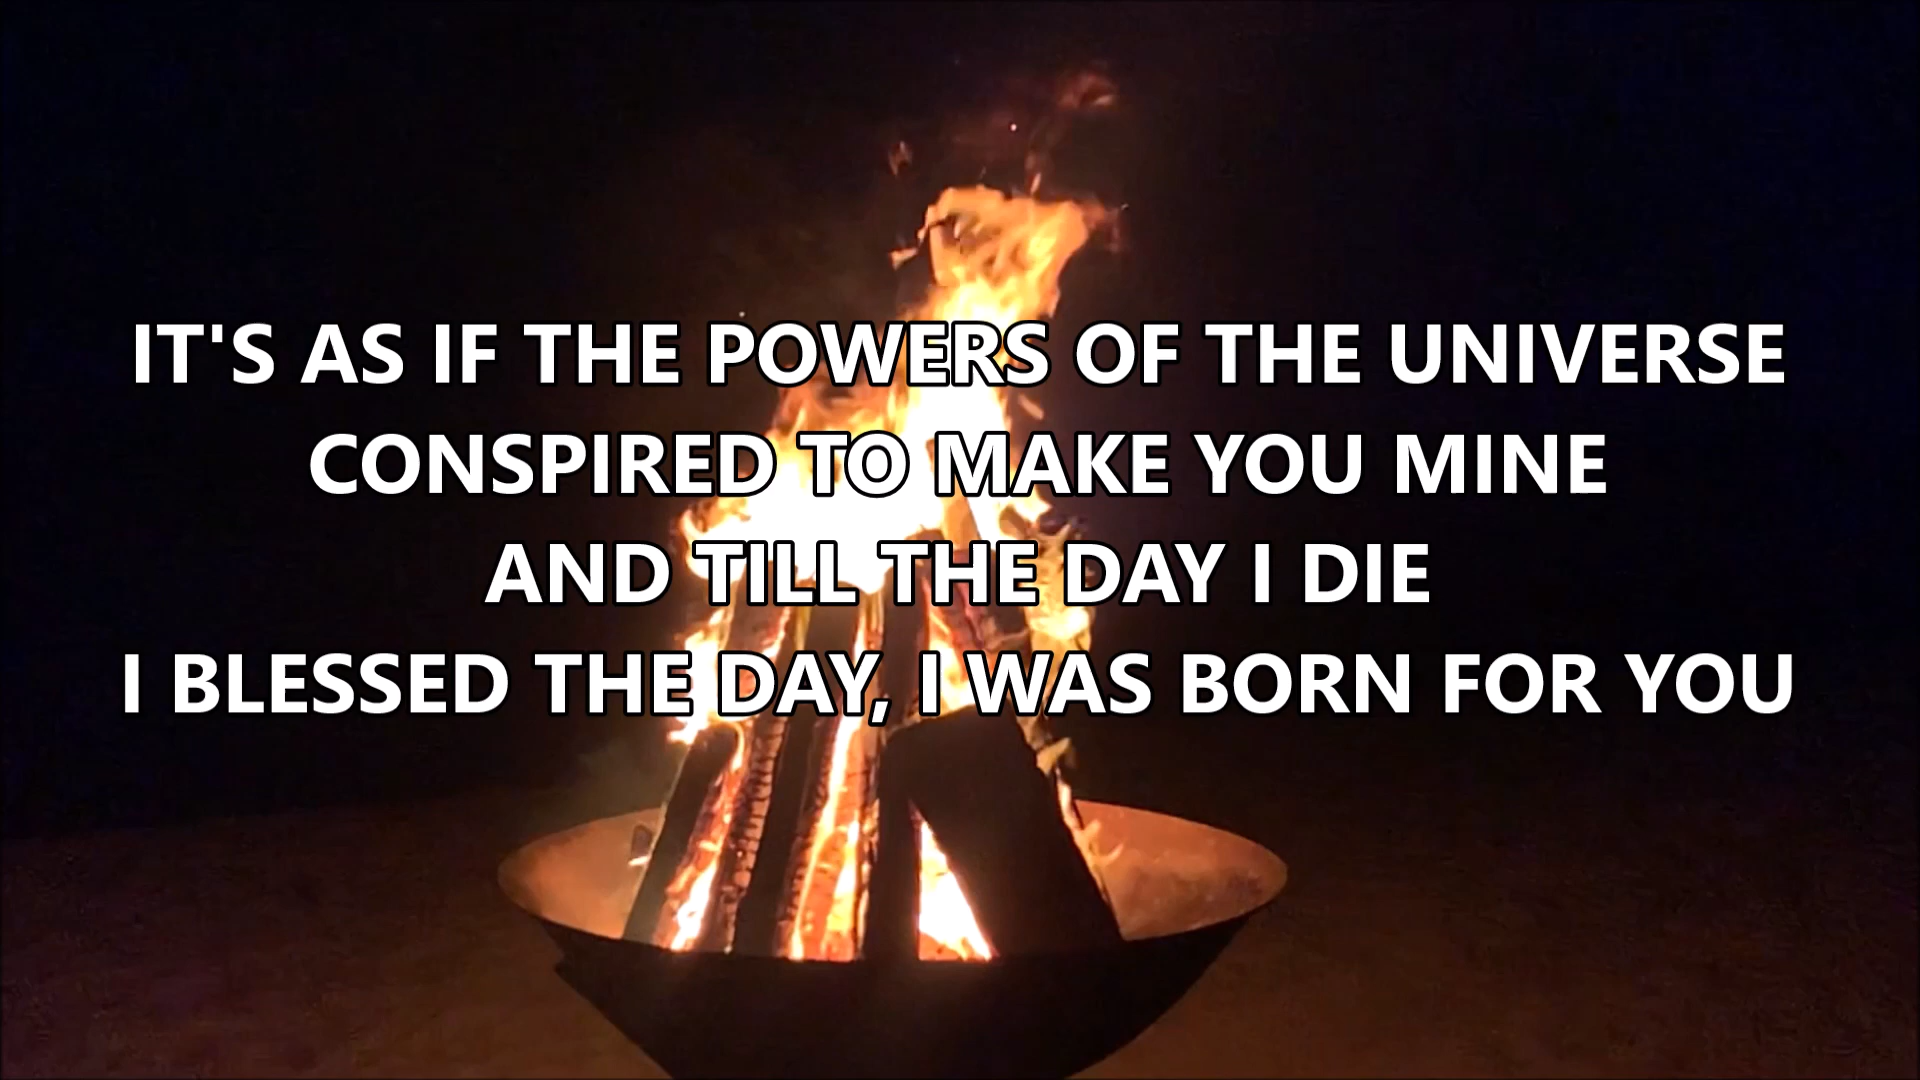 IT'S AS IF THE POWERS OF THE UNIVERSE
CONSPIRED TO MAKE YOU MINE
AND TILL THE DAY I DIE
I BLESSED THE DAY, I WAS BORN FOR YOU